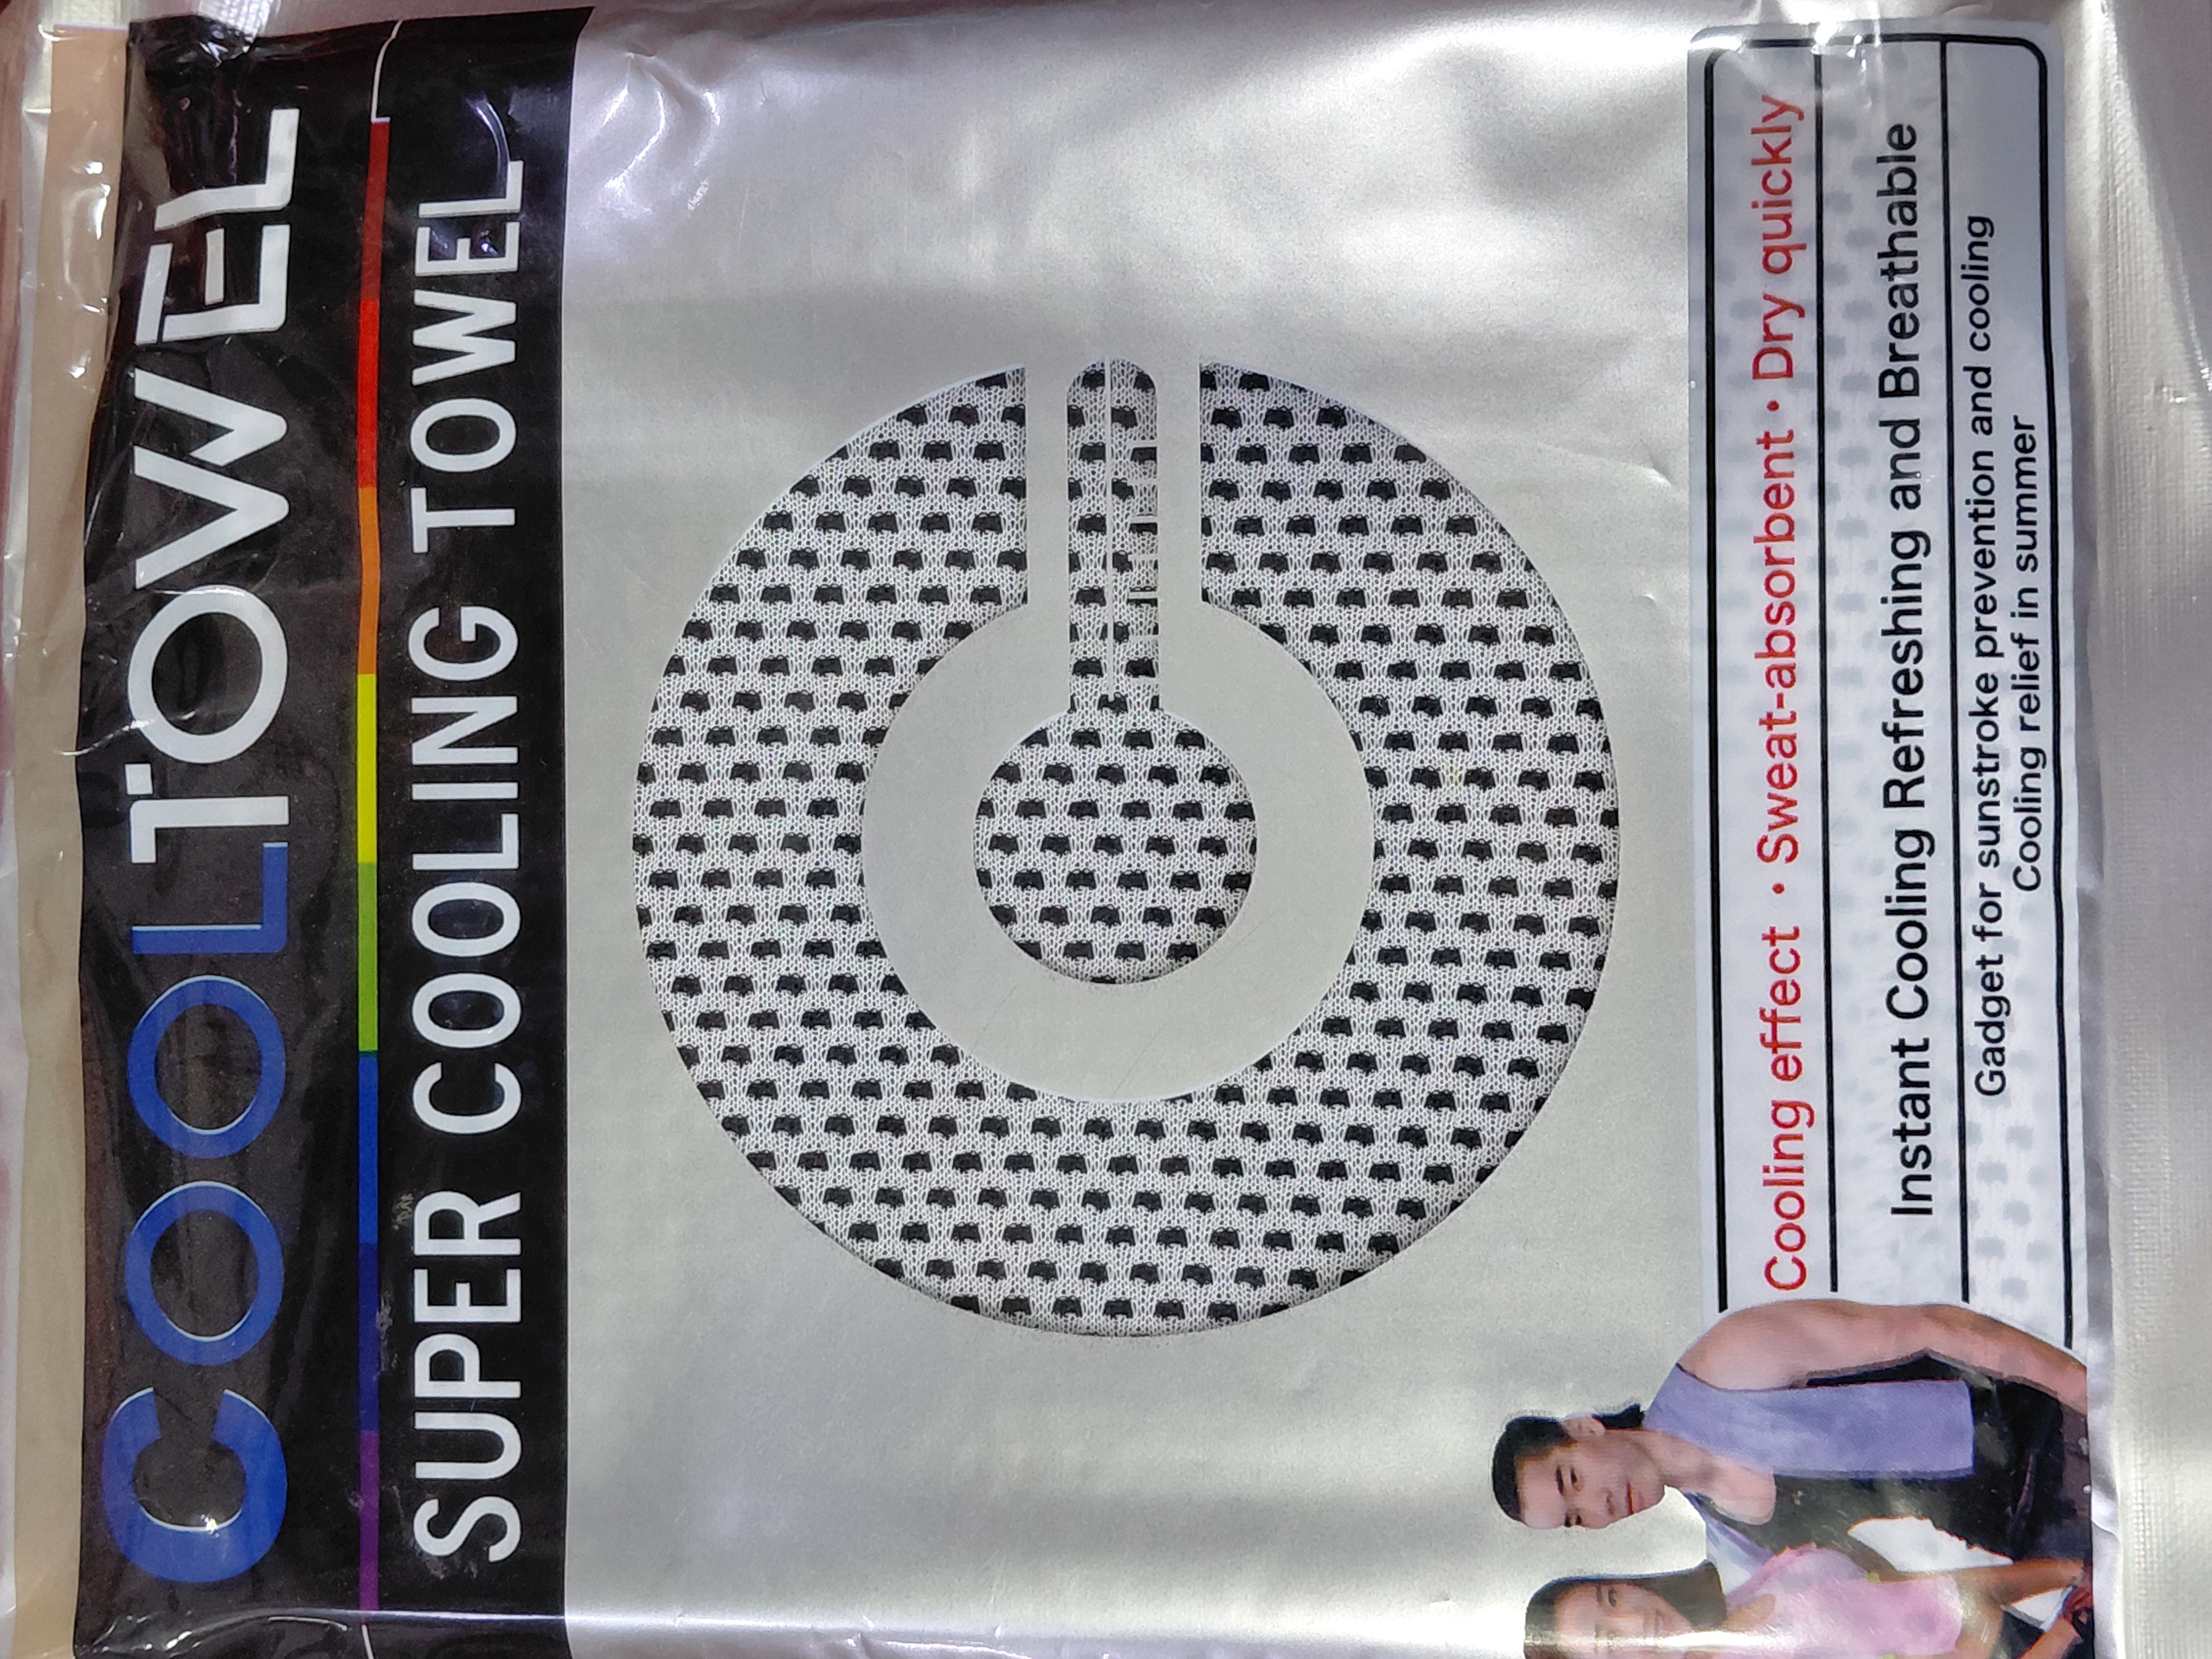 COOLTOWEL
SUPER COOLING TOWEL
Cooling effect • Sweat-absorbent • Dry quickly
Instant Cooling Refreshing and Breathable
Gadget for sunstroke prevention and cooling
Cooling relief in summer